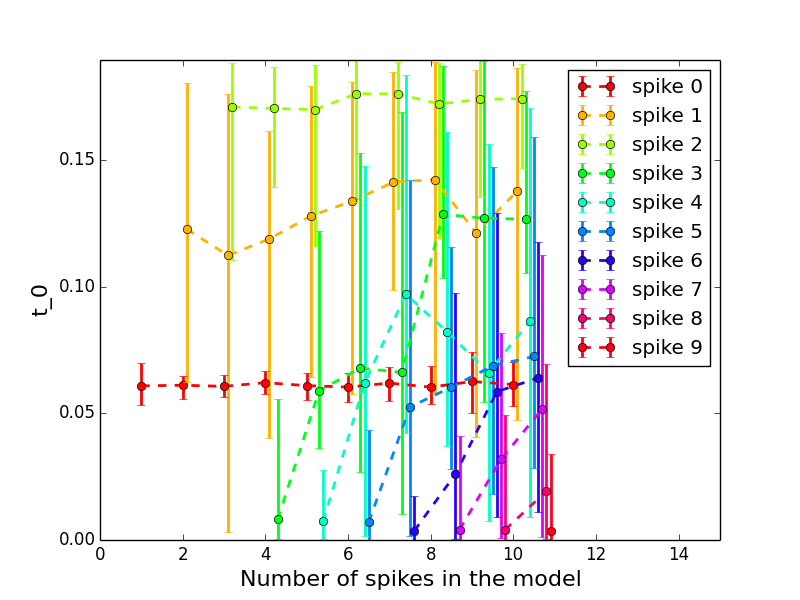 0.15
0.10
0.05
0.00
t_0
0
2
4
6
8
10
12
14
Number of spikes in the model
spike 0
spike 1
spike 2
spike 3
spike 4
spike 5
spike 6
spike 7
spike 8
spike 9